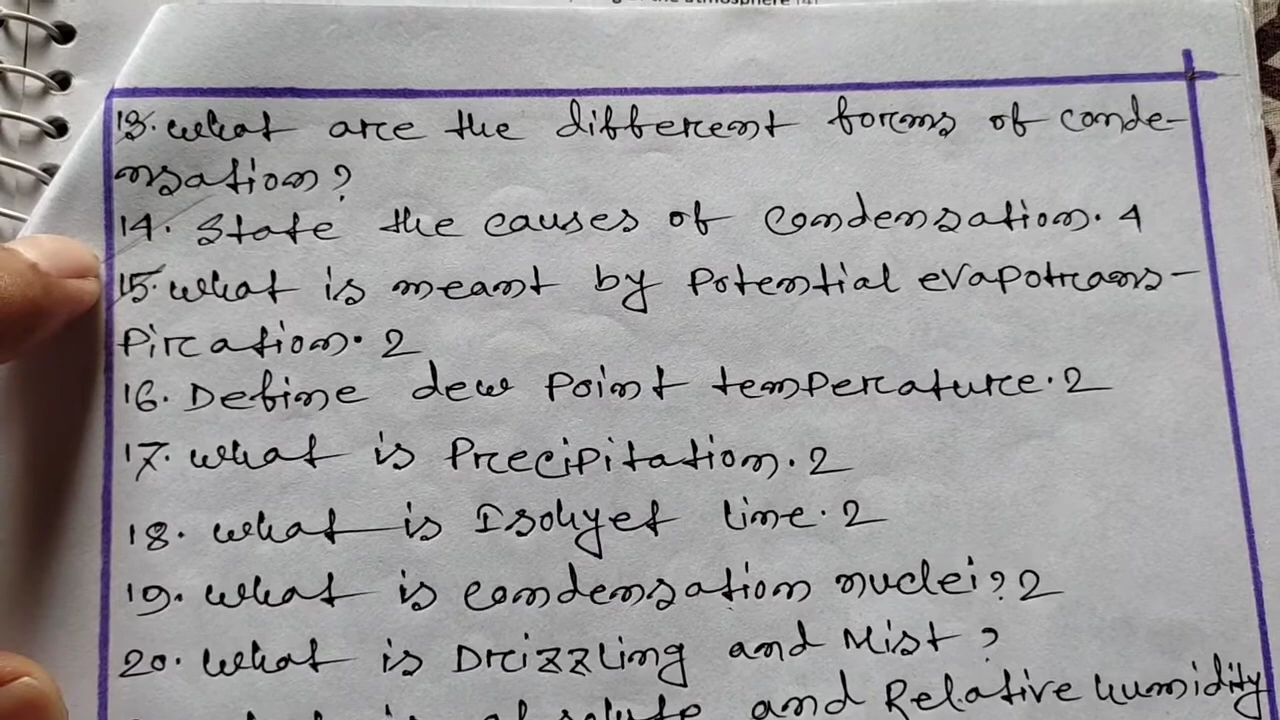 the atmosphere (4)
13. What are the different forms of conde-
nsation?
14. State the causes of Condensation. 4
15. What is meant by Potential evapotrans-
Piration. 2
16. Define dew Point temperature. 2
17. What is Precipitation. 2
18. What is Isohyet line. 2
19. What is condensation nuclei? 2
20. What is Drizzling and Mist?
and Relative humidity